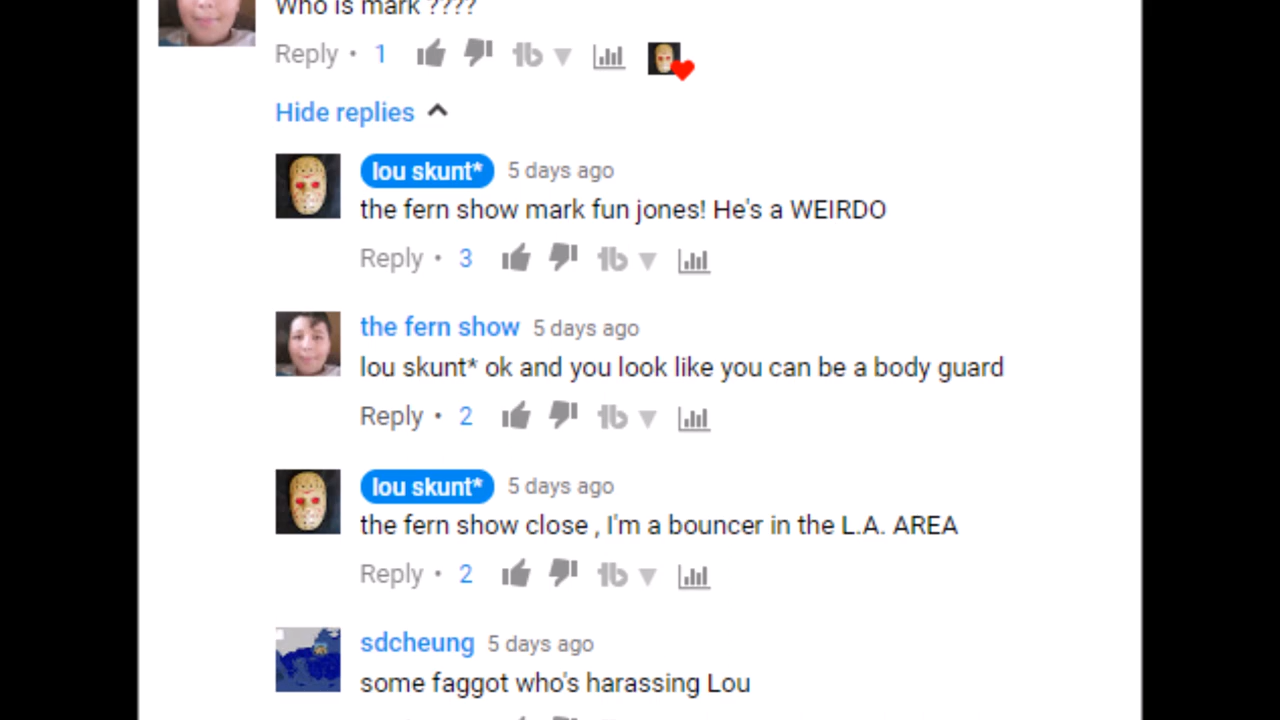 Who is mark ????
Reply • 1
Hide replies
lou skunt* 5 days ago
the fern show mark fun jones! He's a WEIRDO
Reply • 3
the fern show 5 days ago
lou skunt* ok and you look like you can be a body guard
Reply • 2
lou skunt* 5 days ago
the fern show close , I'm a bouncer in the L.A. AREA
Reply • 2
sdcheung 5 days ago
some faggot who's harassing Lou